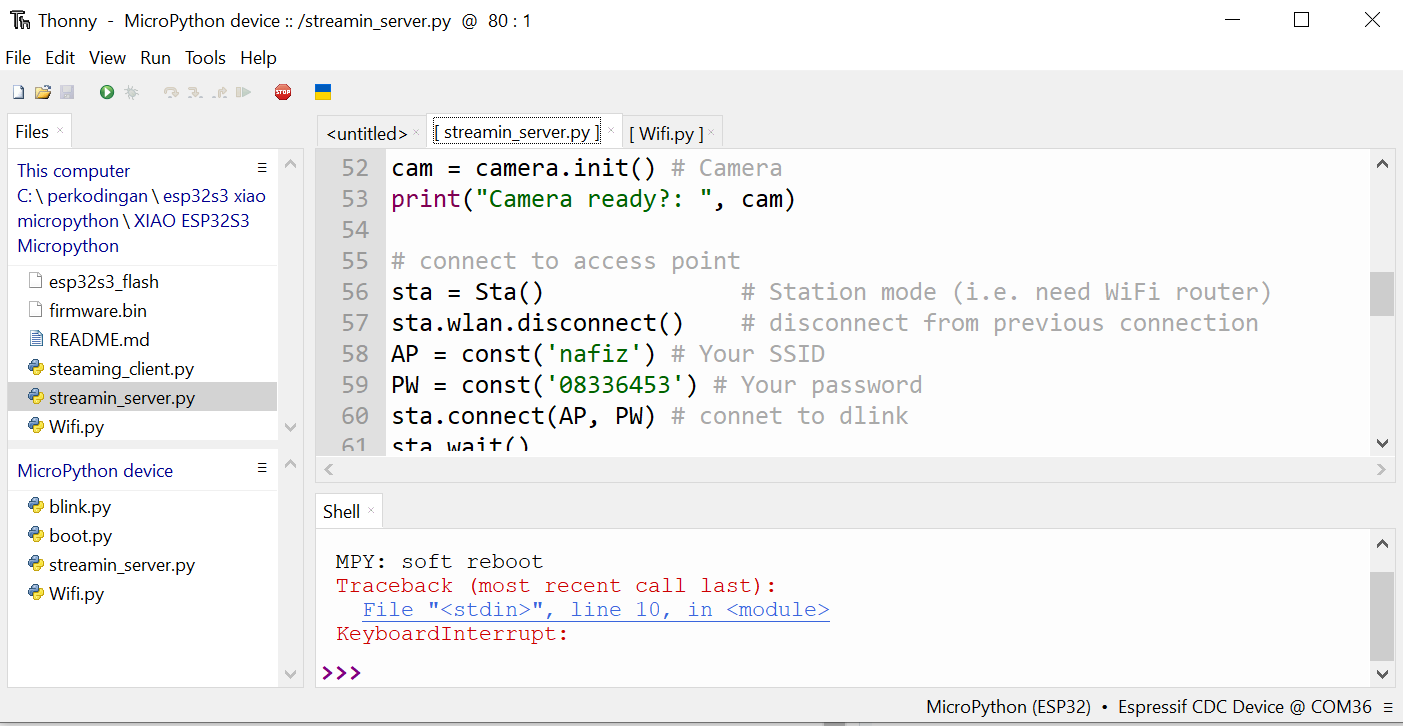 Thonny - MicroPython device :: /streamin_server.py @ 80 : 1
File Edit View Run Tools Help
STOP
Files
This computer
C: \ perkodingan \ esp32s3 xiao
micropython \ XIAO ESP32S3
Micropython
esp32s3_flash
firmware.bin
README.md
steaming_client.py
streamin_server.py
Wifi.py
MicroPython device
blink.py
boot.py
streamin_server.py
Wifi.py
<untitled> [ streamin_server.py ] [ Wifi.py ]
52 cam = camera.init() # Camera
53 print("Camera ready?: ", cam)
54
55 # connect to access point
56 sta = Sta() # Station mode (i.e. need WiFi router)
57 sta.wlan.disconnect() # disconnect from previous connection
58 AP = const('nafiz') # Your SSID
59 PW = const('08336453') # Your password
60 sta.connect(AP, PW) # connet to dlink
61 sta.wait()
Shell
MPY: soft reboot
Traceback (most recent call last):
File "<stdin>", line 10, in <module>
KeyboardInterrupt:
>>>
MicroPython (ESP32) • Espressif CDC Device @ COM36